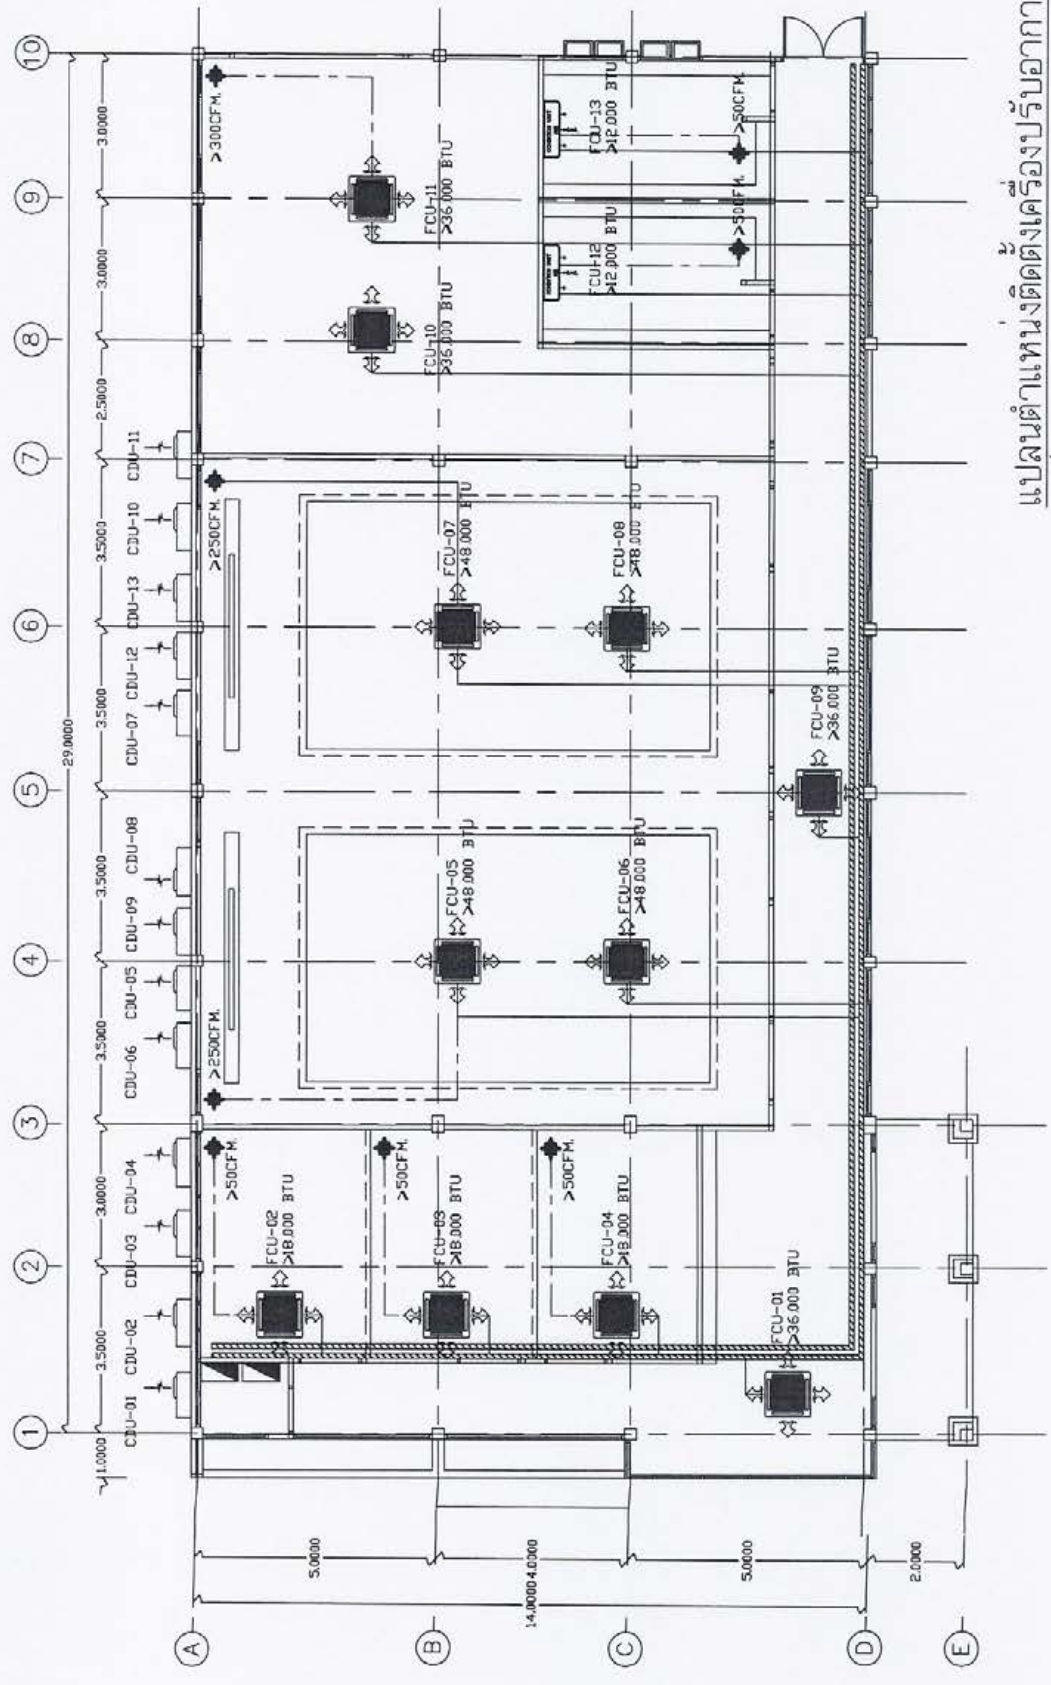 1 2 3 4 5 6 7 8 9 10
29.0000
1.0000 3.5000 3.0000 3.5000 3.5000 3.5000 3.5000 2.5000 3.0000 3.0000
CDU-01 CDU-02 CDU-03 CDU-04 CDU-06 CDU-05 CDU-09 CDU-08 CDU-07 CDU-12 CDU-13 CDU-10 CDU-11
A
>50CFM.
>250CFM.
>250CFM.
>300CFM.
FCU-02
>18.000 BTU
5.0000
>50CFM.
FCU-10
>36.000 BTU
FCU-11
>36.000 BTU
B
FCU-03
>18.000 BTU
FCU-05
>48.000 BTU
FCU-07
>48.000 BTU
14.0000
4.0000
>50CFM.
FCU-12
>12.000 BTU
FCU-13
>12.000 BTU
C
FCU-04
>18.000 BTU
FCU-06
>48.000 BTU
FCU-08
>48.000 BTU
5.0000
>50CFM.
>50CFM.
FCU-01
>36.000 BTU
FCU-09
>36.000 BTU
D
2.0000
E
แปลนตำแหน่งติดตั้งเครื่องปรับอากา